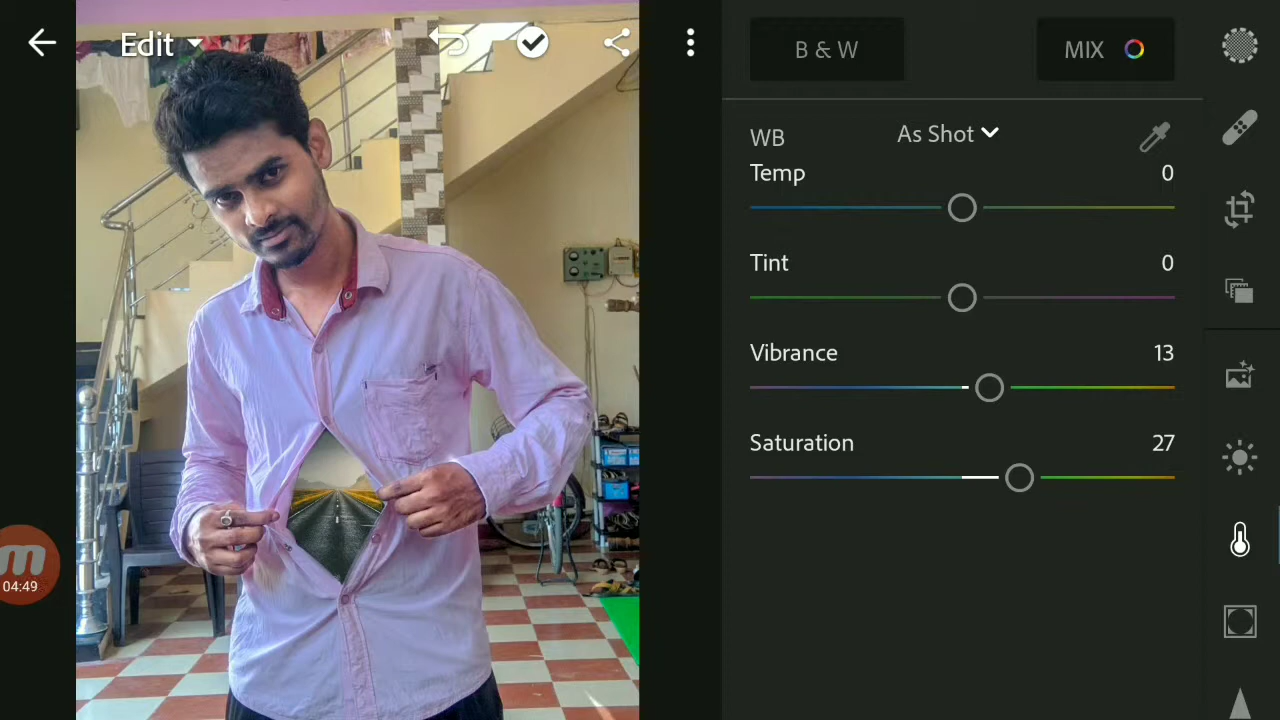 Edit
B & W
MIX
WB
As Shot
Temp
0
Tint
0
Vibrance
13
Saturation
27
04:49